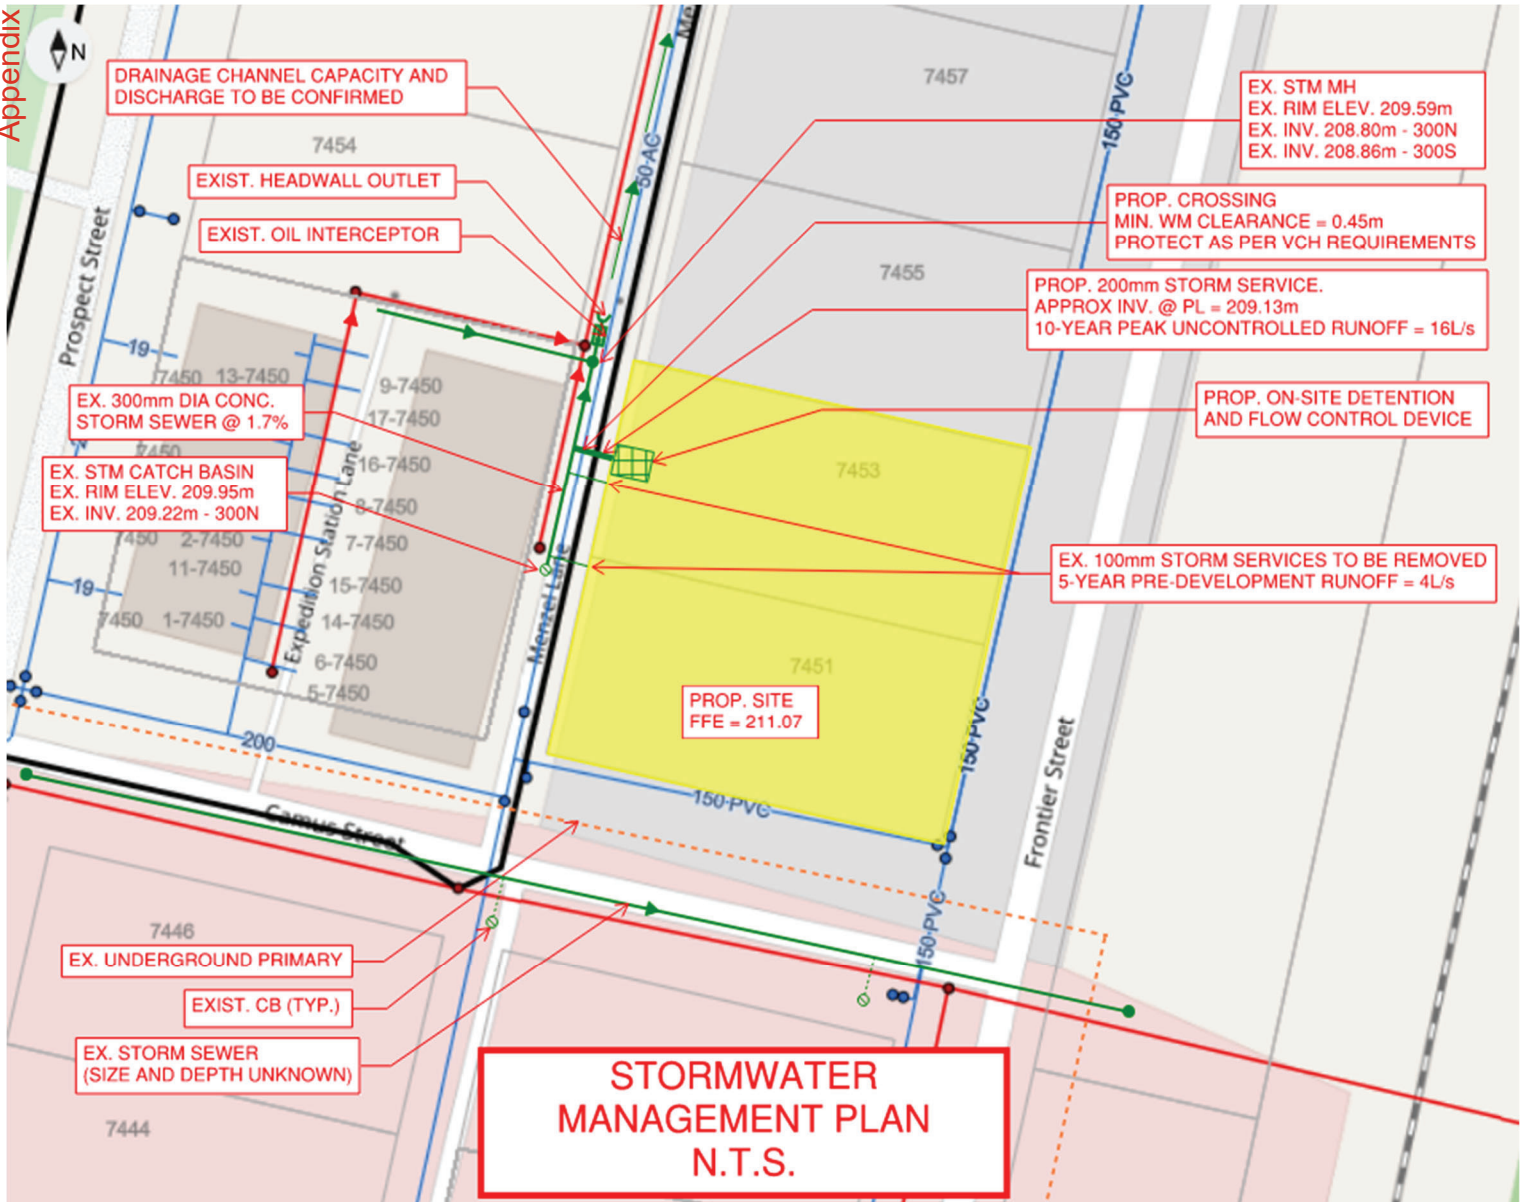 Appendix
N
DRAINAGE CHANNEL CAPACITY AND
DISCHARGE TO BE CONFIRMED
7454
EXIST. HEADWALL OUTLET
EXIST. OIL INTERCEPTOR
Prospect Street
50 AC
7457
150 PVC
EX. STM MH
EX. RIM ELEV. 209.59m
EX. INV. 208.80m - 300N
EX. INV. 208.86m - 300S
PROP. CROSSING
MIN. WM CLEARANCE = 0.45m
PROTECT AS PER VCH REQUIREMENTS
7455
PROP. 200mm STORM SERVICE.
APPROX INV. @ PL = 209.13m
10-YEAR PEAK UNCONTROLLED RUNOFF = 16L/s
PROP. ON-SITE DETENTION
AND FLOW CONTROL DEVICE
19
7450 13-7450
9-7450
EX. 300mm DIA CONC.
STORM SEWER @ 1.7%
17-7450
7450
16-7450
EX. STM CATCH BASIN
EX. RIM ELEV. 209.95m
EX. INV. 209.22m - 300N
8-7450
7450 2-7450
7-7450
11-7450
15-7450
19
7450 1-7450
14-7450
6-7450
5-7450
Expedition Station Lane
Menzel Lane
7453
EX. 100mm STORM SERVICES TO BE REMOVED
5-YEAR PRE-DEVELOPMENT RUNOFF = 4L/s
7451
PROP. SITE
FFE = 211.07
150 PVC
Frontier Street
200
150 PVC
Camus Street
150 PVC
7446
EX. UNDERGROUND PRIMARY
EXIST. CB (TYP.)
EX. STORM SEWER
(SIZE AND DEPTH UNKNOWN)
7444
STORMWATER
MANAGEMENT PLAN
N.T.S.